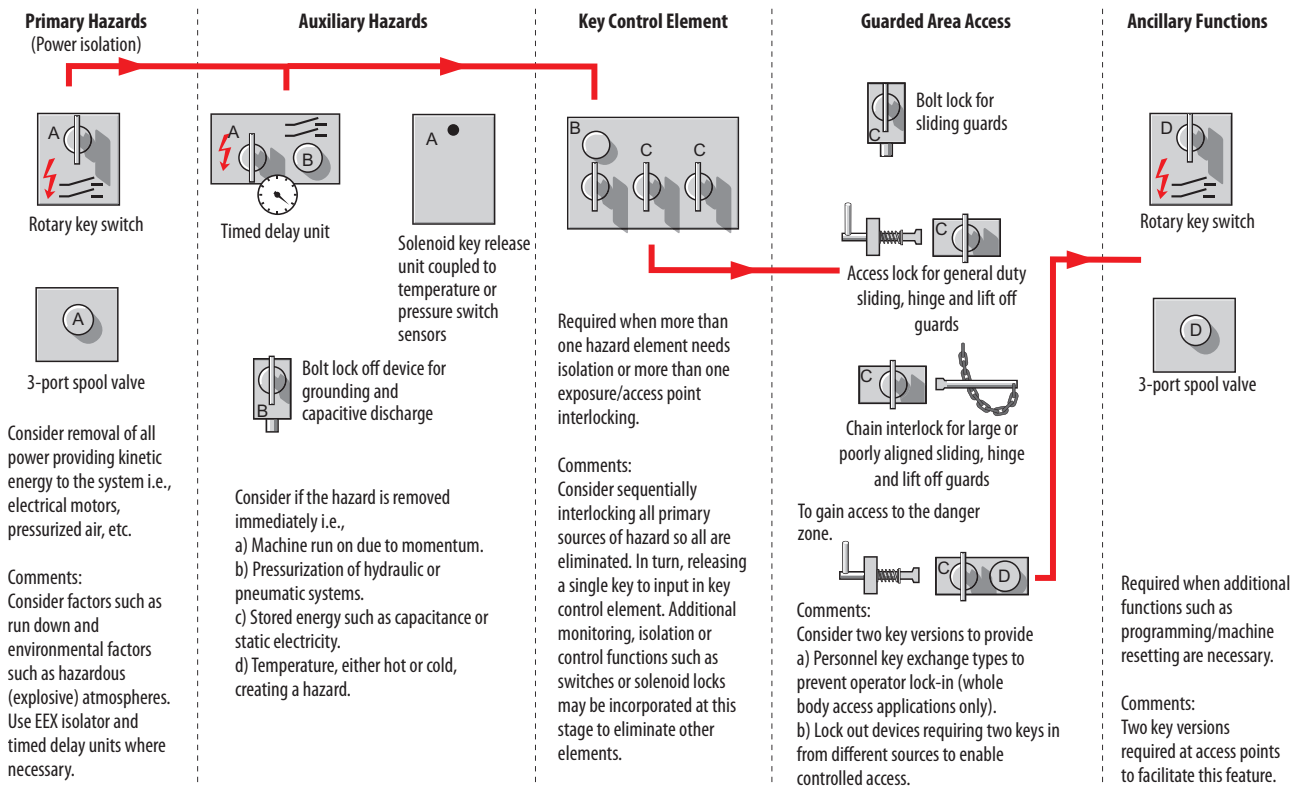 Primary Hazards
(Power isolation)
A
Rotary key switch
A
3-port spool valve
Consider removal of all
power providing kinetic
energy to the system i.e.,
electrical motors,
pressurized air, etc.
Comments:
Consider factors such as
run down and
environmental factors
such as hazardous
(explosive) atmospheres.
Use EEX isolator and
timed delay units where
necessary.
Auxiliary Hazards
A
B
Timed delay unit
A
Solenoid key release
unit coupled to
temperature or
pressure switch
sensors
B
Bolt lock off device for
grounding and
capacitive discharge
Consider if the hazard is removed
immediately i.e.,
a) Machine run on due to momentum.
b) Pressurization of hydraulic or
pneumatic systems.
c) Stored energy such as capacitance or
static electricity.
d) Temperature, either hot or cold,
creating a hazard.
Key Control Element
B
C C
Required when more than
one hazard element needs
isolation or more than one
exposure/access point
interlocking.
Comments:
Consider sequentially
interlocking all primary
sources of hazard so all are
eliminated. In turn, releasing
a single key to input in key
control element. Additional
monitoring, isolation or
control functions such as
switches or solenoid locks
may be incorporated at this
stage to eliminate other
elements.
Guarded Area Access
C
Bolt lock for
sliding guards
C
Access lock for general duty
sliding, hinge and lift off
guards
C
Chain interlock for large or
poorly aligned sliding, hinge
and lift off guards
To gain access to the danger
zone.
C D
Comments:
Consider two key versions to provide
a) Personnel key exchange types to
prevent operator lock-in (whole
body access applications only).
b) Lock out devices requiring two keys in
from different sources to enable
controlled access.
Ancillary Functions
D
Rotary key switch
D
3-port spool valve
Required when additional
functions such as
programming/machine
resetting are necessary.
Comments:
Two key versions
required at access points
to facilitate this feature.